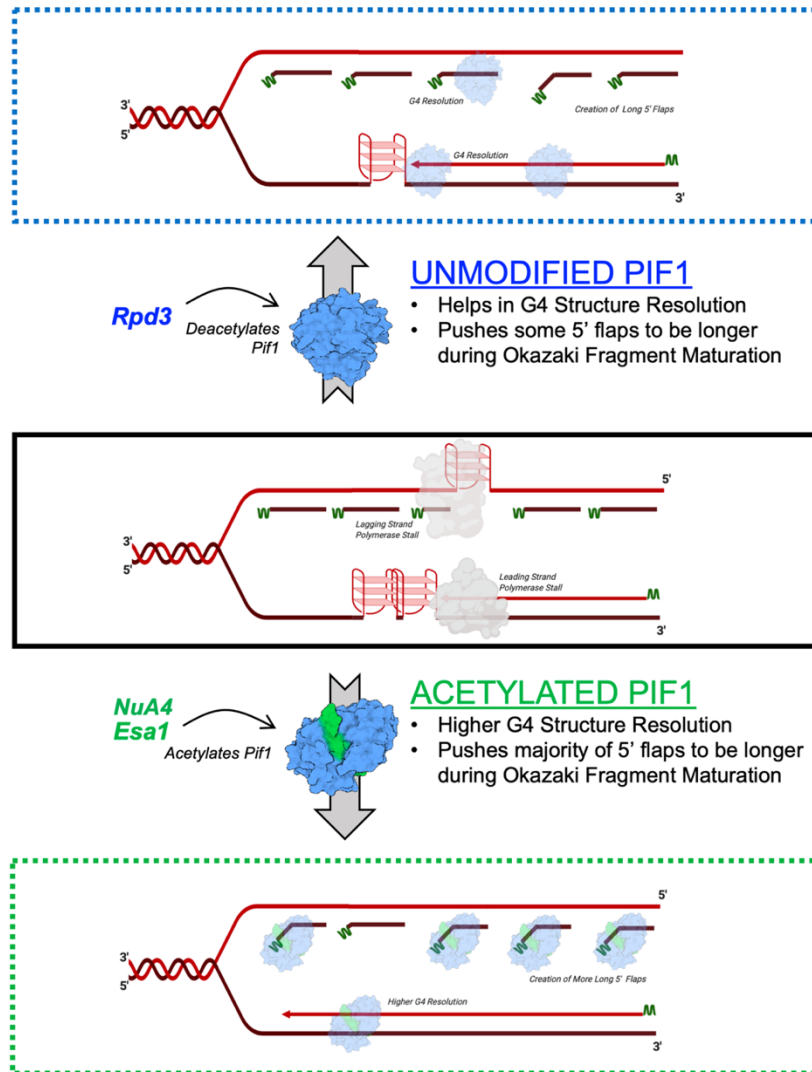 G4 Resolution
Creation of Long 5' Flaps
3'
5'
G4 Resolution
3'
UNMODIFIED PIF1
• Helps in G4 Structure Resolution
• Pushes some 5' flaps to be longer
during Okazaki Fragment Maturation
Rpd3
Deacetylates
Pif1
5'
Lagging Strand
Polymerase Stall
3'
5'
Leading Strand
Polymerase Stall
3'
ACETYLATED PIF1
• Higher G4 Structure Resolution
• Pushes majority of 5' flaps to be longer
during Okazaki Fragment Maturation
NuA4
Esa1
Acetylates Pif1
5'
Creation of More Long 5' Flaps
3'
5'
Higher G4 Resolution
3'